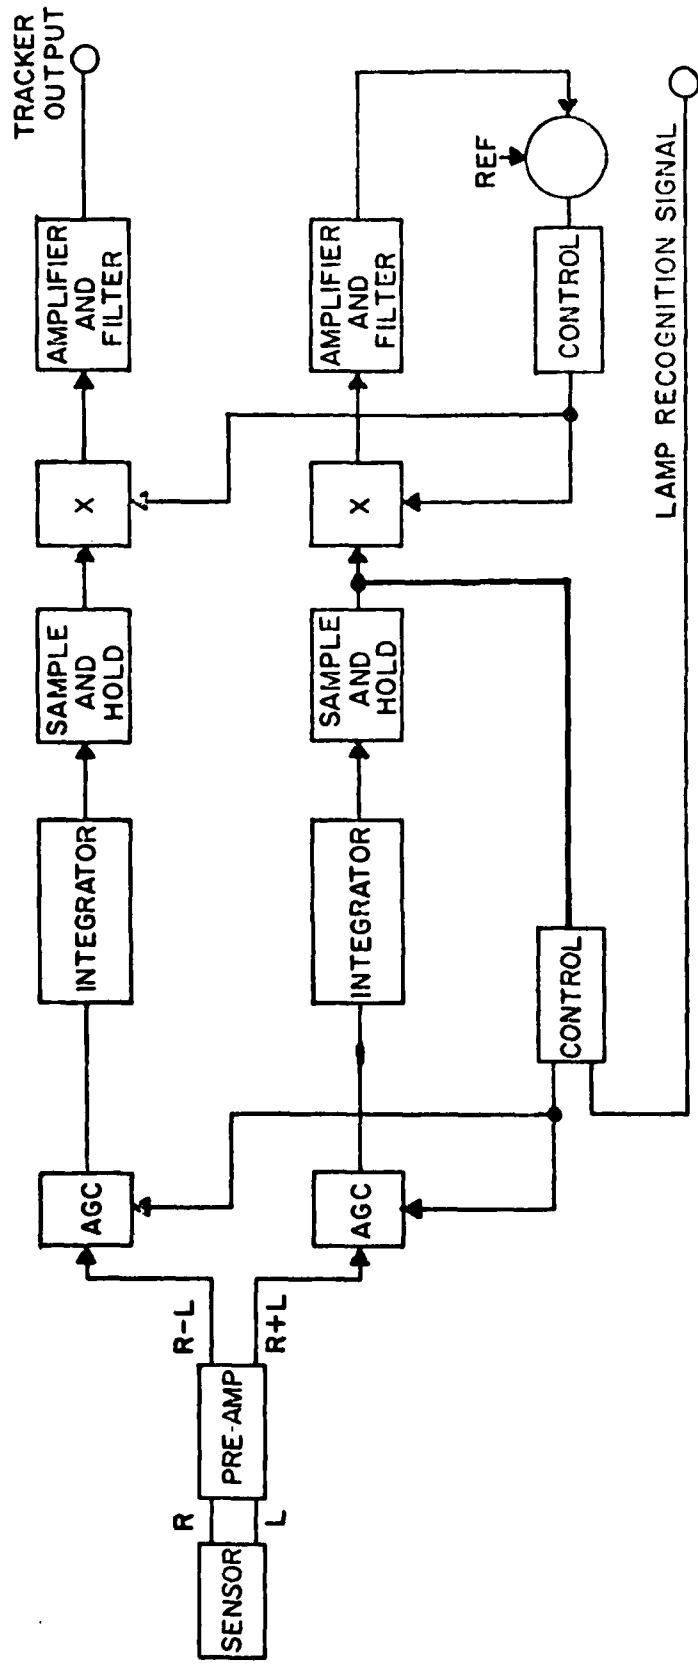 SENSOR
R
L
PRE-AMP
R-L
R+L
AGC
INTEGRATOR
SAMPLE
AND
HOLD
X
AMPLIFIER
AND
FILTER
TRACKER
OUTPUT
AGC
INTEGRATOR
SAMPLE
AND
HOLD
X
AMPLIFIER
AND
FILTER
REF
CONTROL
CONTROL
LAMP RECOGNITION SIGNAL